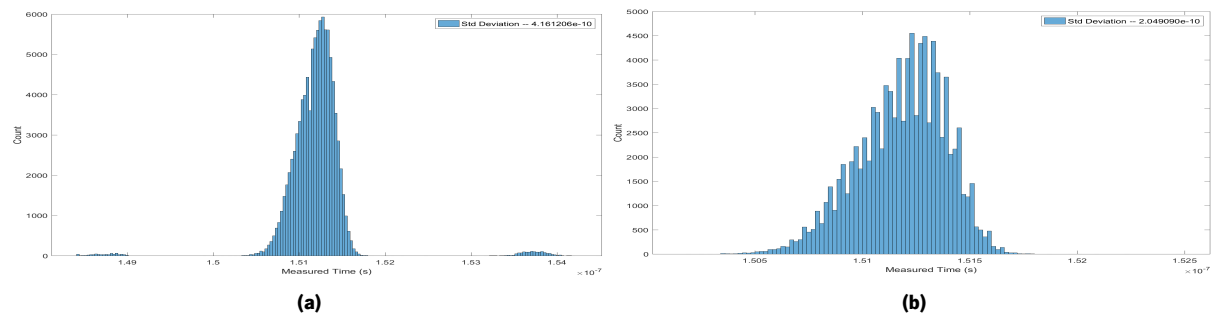 6000
5000
4000
3000
2000
1000
0
Count
Std Deviation -- 4.161206e-10
1.49 1.5 1.51 1.52 1.53 1.54
Measured Time (s)
×10⁻⁷
(a)
5000
4500
4000
3500
3000
2500
2000
1500
1000
500
0
Count
Std Deviation -- 2.049090e-10
1.505 1.51 1.515 1.52 1.525
Measured Time (s)
×10⁻⁷
(b)